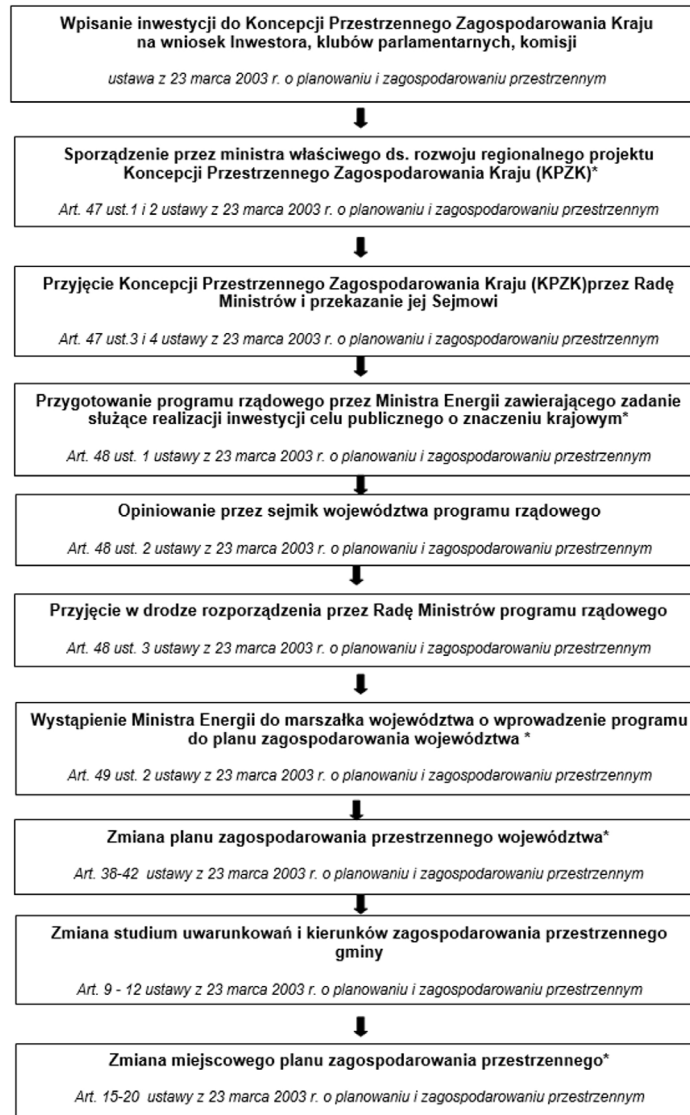 Wpisanie inwestycji do Koncepcji Przestrzennego Zagospodarowania Kraju
na wniosek Inwestora, klubów parlamentarnych, komisji
ustawa z 23 marca 2003 r. o planowaniu i zagospodarowaniu przestrzennym
Sporządzenie przez ministra właściwego ds. rozwoju regionalnego projektu
Koncepcji Przestrzennego Zagospodarowania Kraju (KPZK)*
Art. 47 ust.1 i 2 ustawy z 23 marca 2003 r. o planowaniu i zagospodarowaniu przestrzennym
Przyjęcie Koncepcji Przestrzennego Zagospodarowania Kraju (KPZK)przez Radę
Ministrów i przekazanie jej Sejmowi
Art. 47 ust.3 i 4 ustawy z 23 marca 2003 r. o planowaniu i zagospodarowaniu przestrzennym
Przygotowanie programu rządowego przez Ministra Energii zawierającego zadanie
służące realizacji inwestycji celu publicznego o znaczeniu krajowym*
Art. 48 ust. 1 ustawy z 23 marca 2003 r. o planowaniu i zagospodarowaniu przestrzennym
Opiniowanie przez sejmik województwa programu rządowego
Art. 48 ust. 2 ustawy z 23 marca 2003 r. o planowaniu i zagospodarowaniu przestrzennym
Przyjęcie w drodze rozporządzenia przez Radę Ministrów programu rządowego
Art. 48 ust. 3 ustawy z 23 marca 2003 r. o planowaniu i zagospodarowaniu przestrzennym
Wystąpienie Ministra Energii do marszałka województwa o wprowadzenie programu
do planu zagospodarowania województwa *
Art. 49 ust. 2 ustawy z 23 marca 2003 r. o planowaniu i zagospodarowaniu przestrzennym
Zmiana planu zagospodarowania przestrzennego województwa*
Art. 38-42 ustawy z 23 marca 2003 r. o planowaniu i zagospodarowaniu przestrzennym
Zmiana studium uwarunkowań i kierunków zagospodarowania przestrzennego
gminy
Art. 9 - 12 ustawy z 23 marca 2003 r. o planowaniu i zagospodarowaniu przestrzennym
Zmiana miejscowego planu zagospodarowania przestrzennego*
Art. 15-20 ustawy z 23 marca 2003 r. o planowaniu i zagospodarowaniu przestrzennym